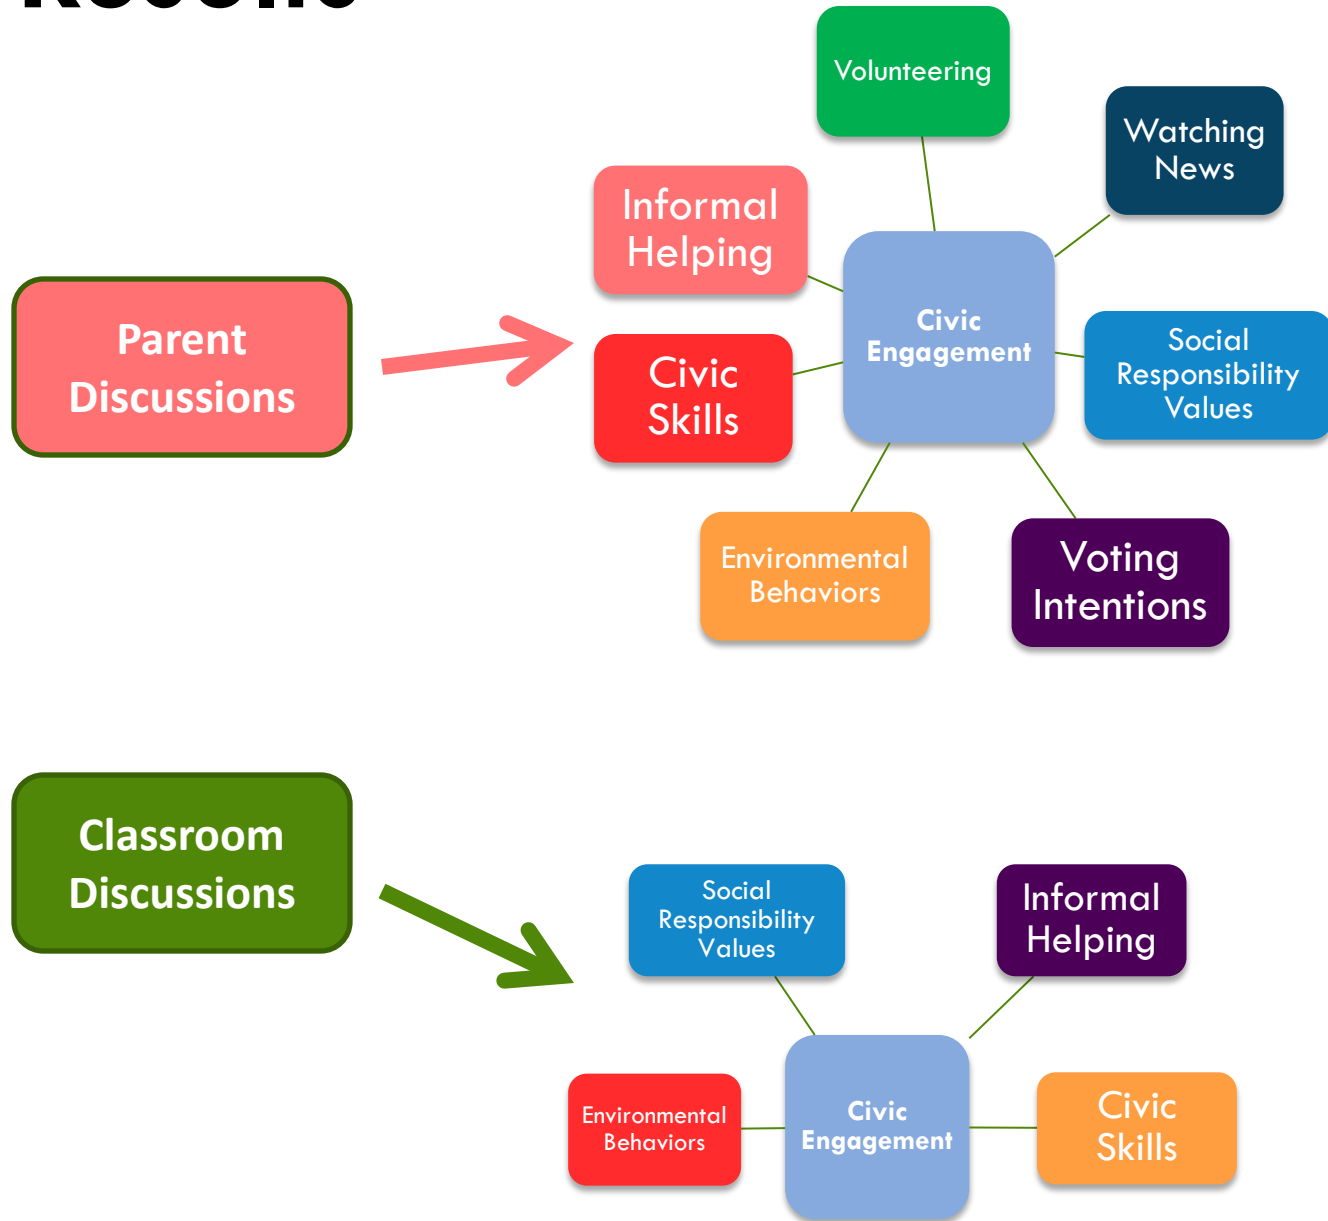 Volunteering
Watching
News
Informal
Helping
Parent
Discussions
Civic
Engagement
Social
Responsibility
Values
Civic
Skills
Environmental
Behaviors
Voting
Intentions
Classroom
Discussions
Social
Responsibility
Values
Informal
Helping
Environmental
Behaviors
Civic
Engagement
Civic
Skills